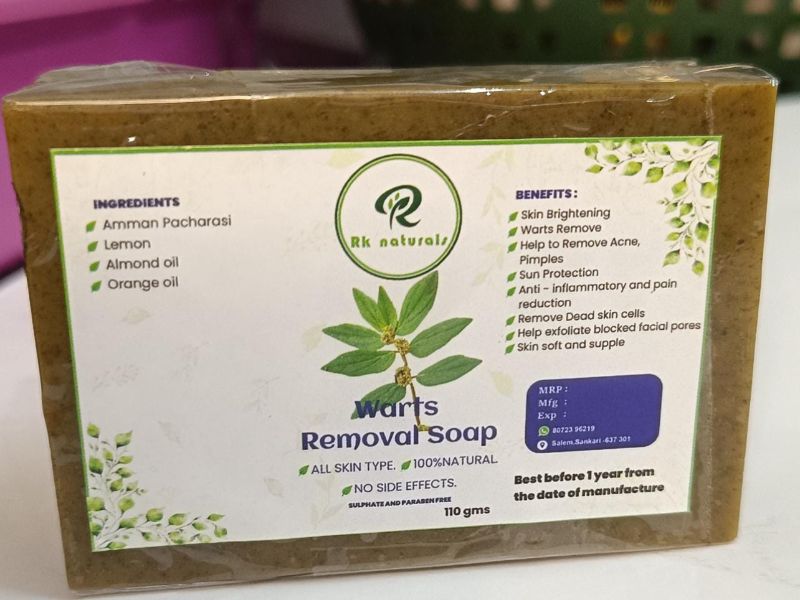 INGREDIENTS
Amman Pacharasi
Lemon
Almond oil
Orange oil
Rk naturals
BENEFITS :
Skin Brightening
Warts Remove
Help to Remove Acne,
Pimples
Sun Protection
Anti - inflammatory and pain
reduction
Remove Dead skin cells
Help exfoliate blocked facial pores
Skin soft and supple
Warts
Removal Soap
ALL SKIN TYPE. 100%NATURAL
NO SIDE EFFECTS.
SULPHATE AND PARABEN FREE
110 gms
MRP :
Mfg :
Exp :
80723 96219
Salem,Sankari -637 301
Best before 1 year from
the date of manufacture